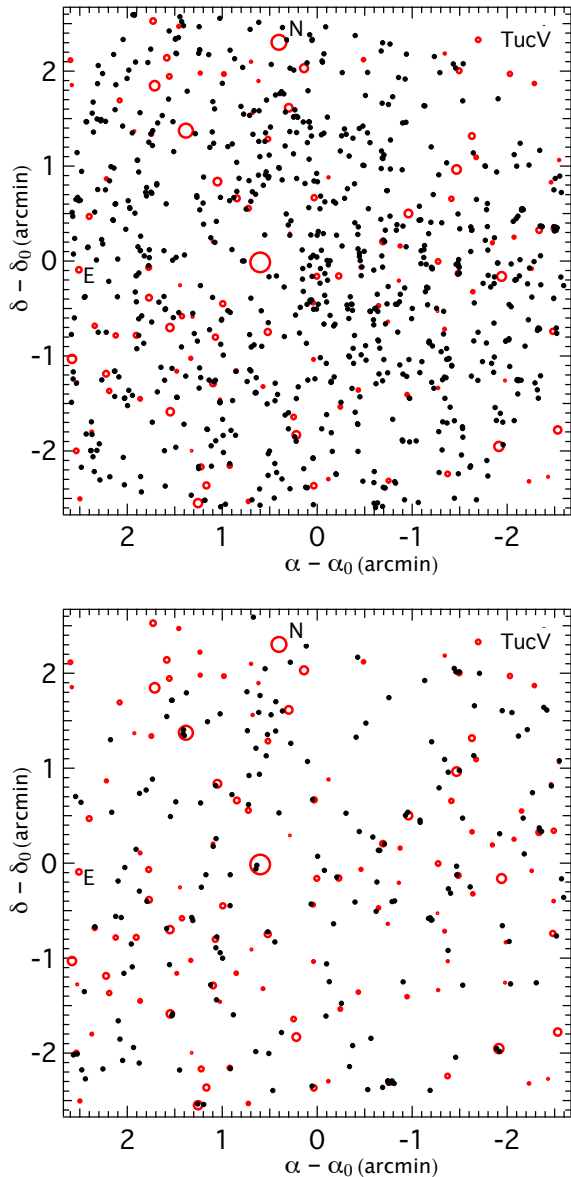 N
TucV
2
1
0
E
-1
-2
δ − δ0 (arcmin)
2 1 0 -1 -2
α − α0 (arcmin)
N
TucV
2
1
0
E
-1
-2
δ − δ0 (arcmin)
2 1 0 -1 -2
α − α0 (arcmin)